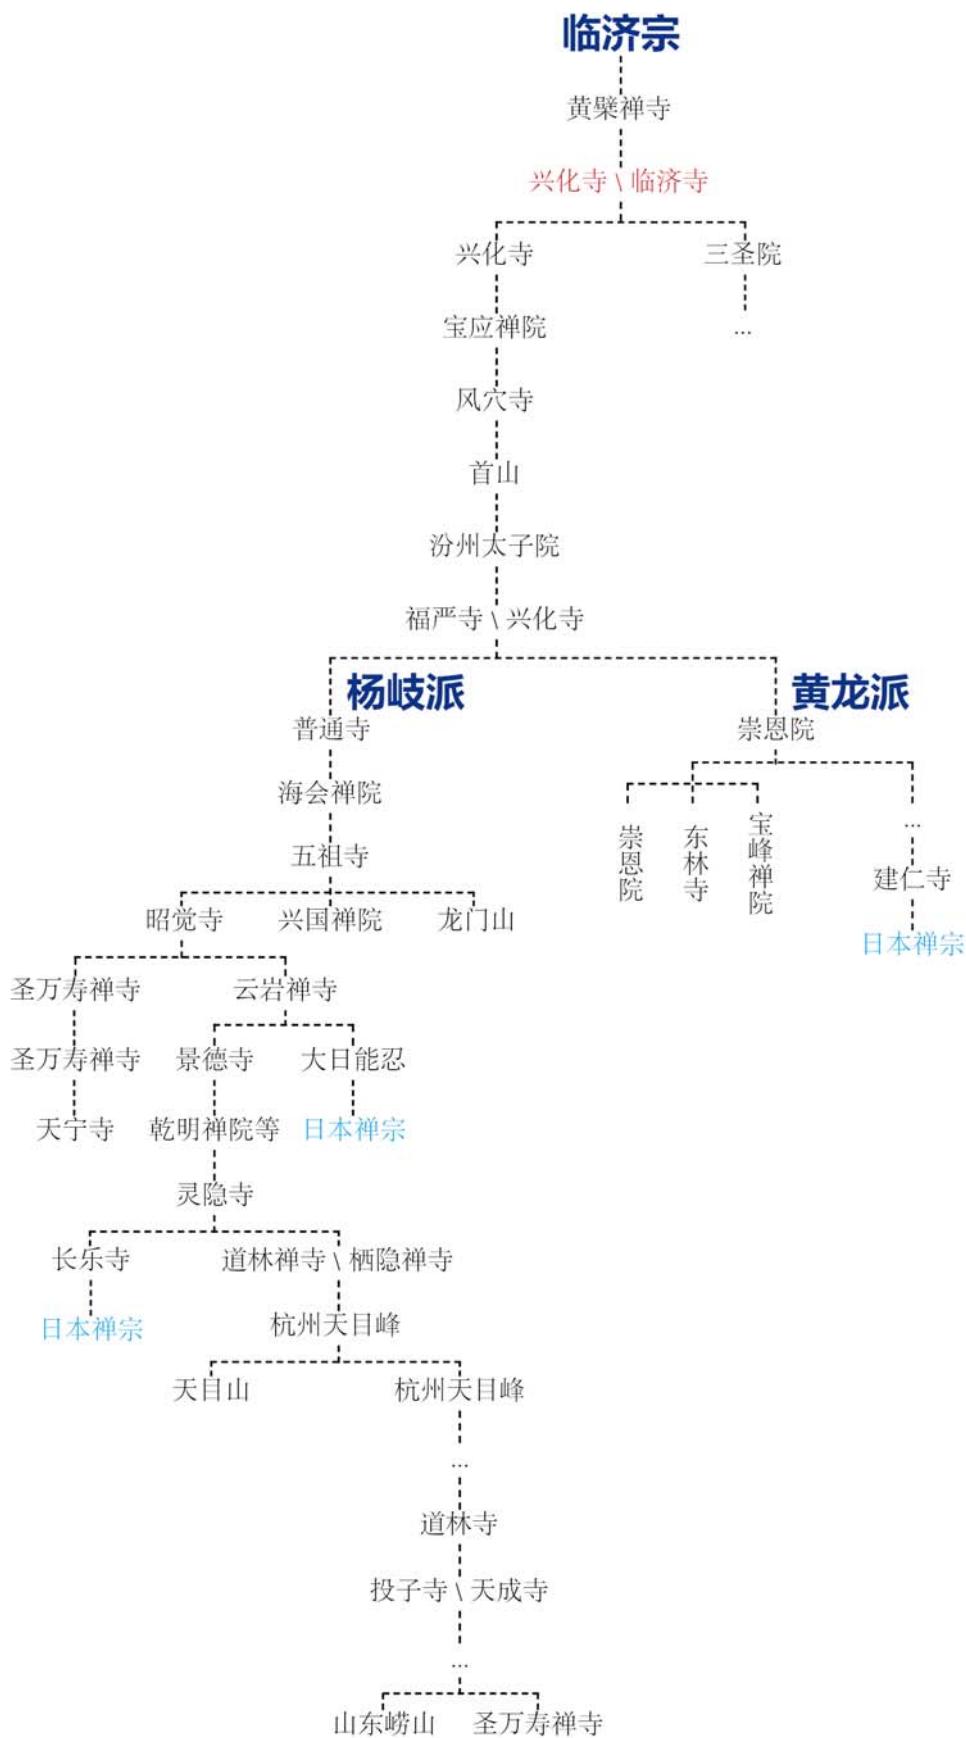 临济宗
黄檗禅寺
兴化寺 \ 临济寺
兴化寺 三圣院
宝应禅院 ...
风穴寺
首山
汾州太子院
福严寺 \ 兴化寺
杨岐派 黄龙派
普通寺 崇恩院
海会禅院
崇恩院 东林寺 宝峰禅院 ...
五祖寺
建仁寺
昭觉寺 兴国禅院 龙门山
日本禅宗
圣万寿禅寺 云岩禅寺
圣万寿禅寺 景德寺 大日能忍
天宁寺 乾明禅院等 日本禅宗
灵隐寺
长乐寺 道林禅寺 \ 栖隐禅寺
日本禅宗 杭州天目峰
天目山 杭州天目峰
...
道林寺
投子寺 \ 天成寺
...
山东崂山 圣万寿禅寺